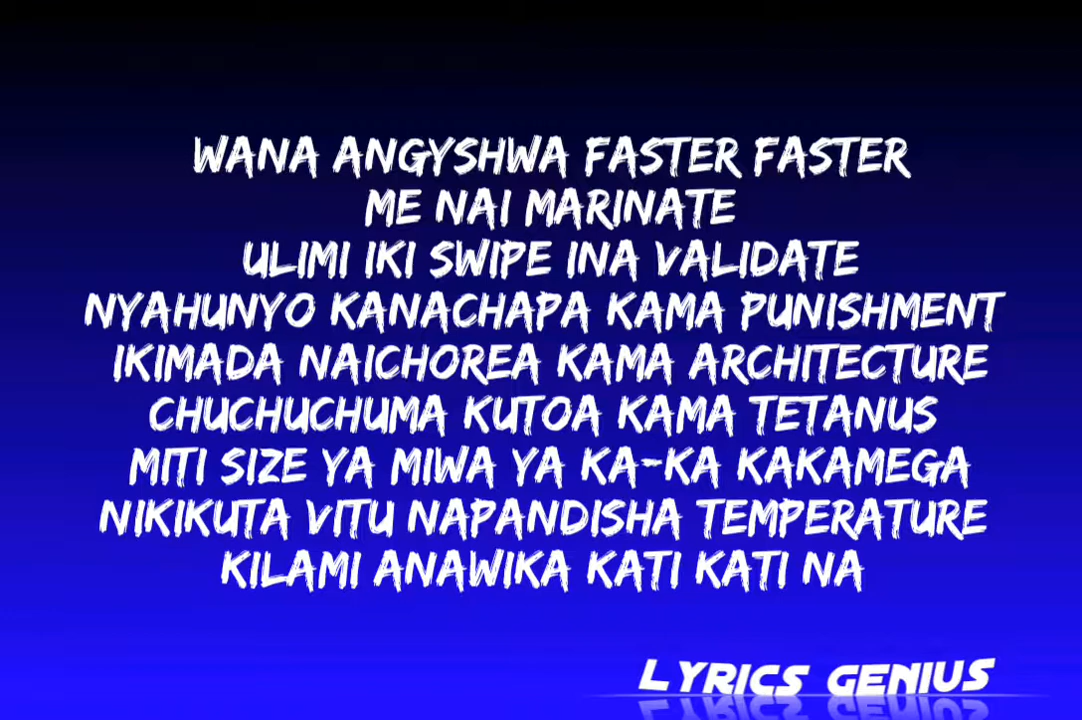 WANA ANGYSHWA FASTER FASTER
ME NAI MARINATE
ULIMI IKI SWIPE INA VALIDATE
NYAHUNYO KANACHAPA KAMA PUNISHMENT
IKIMADA NAICHOREA KAMA ARCHITECTURE
CHUCHUCHUMA KUTOA KAMA TETANUS
MITI SIZE YA MIWA YA KA-KA KAKAMEGA
NIKIKUTA VITU NAPANDISHA TEMPERATURE
KILAMI ANAWIKA KATI KATI NA
LYRICS GENIUS